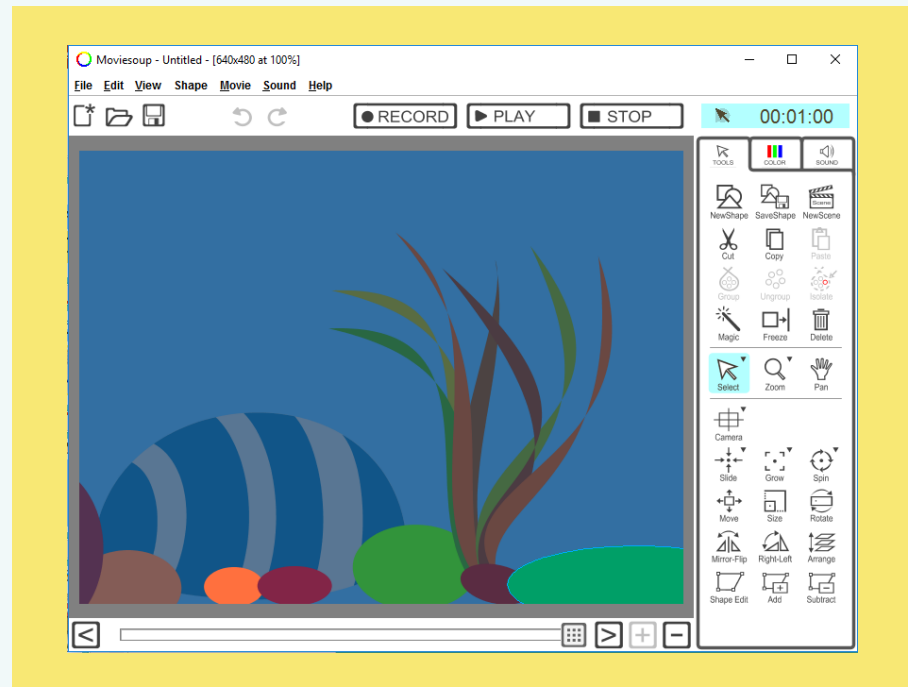 Moviesoup - Untitled - [640x480 at 100%]
File Edit View Shape Movie Sound Help
RECORD PLAY STOP 00:01:00
TOOLS COLOR SOUND
Scene
NewShape SaveShape NewScene
Cut Copy Paste
Group Ungroup Isolate
Magic Freeze Delete
Select Zoom Pan
Camera
Slide Grow Spin
Move Size Rotate
Mirror-Flip Right-Left Arrange
Shape Edit Add Subtract
< > + −